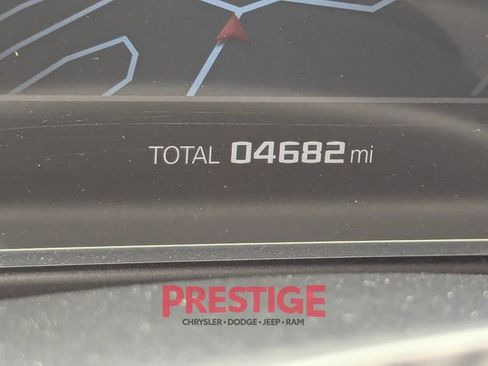 TOTAL 04682 mi
PRESTIGE
CHRYSLER • DODGE • JEEP • RAM